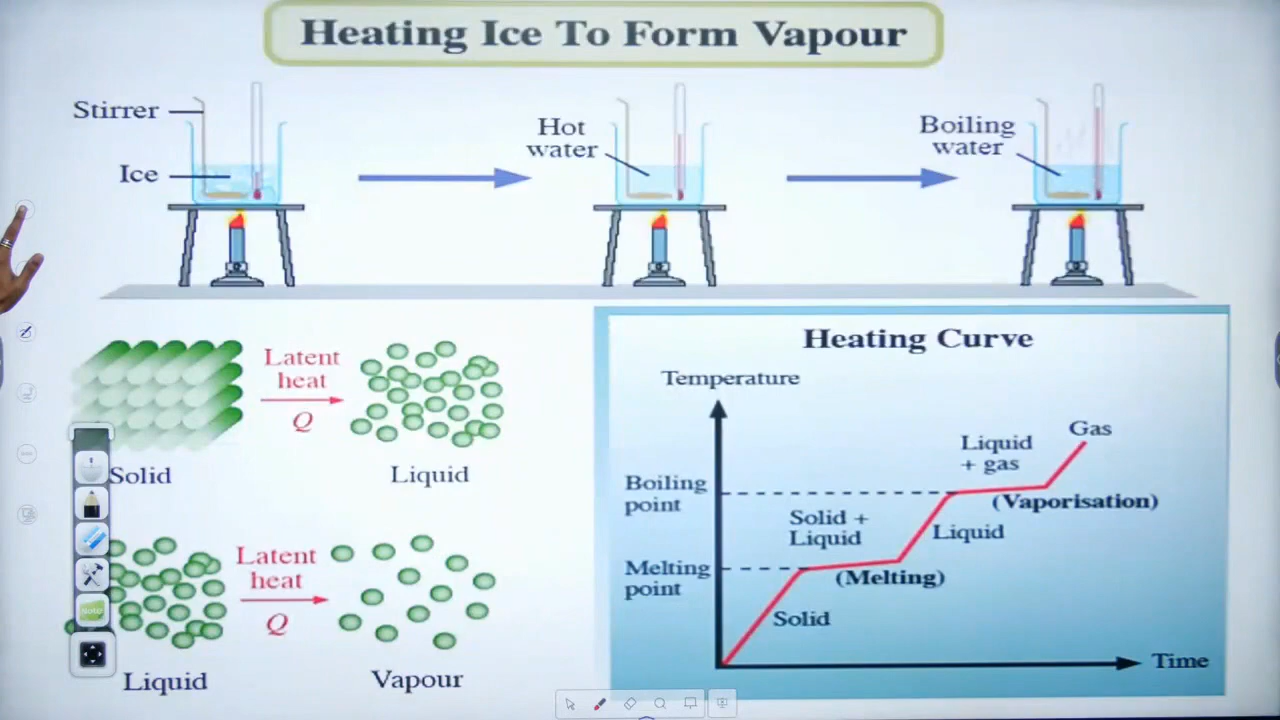 Heating Ice To Form Vapour
Stirrer
Ice
Hot
water
Boiling
water
Latent
heat
Q
Solid
Liquid
Latent
heat
Q
Liquid
Vapour
Heating Curve
Temperature
Gas
Liquid
+ gas
Boiling
point
(Vaporisation)
Solid +
Liquid
Liquid
Melting
point
(Melting)
Solid
Time